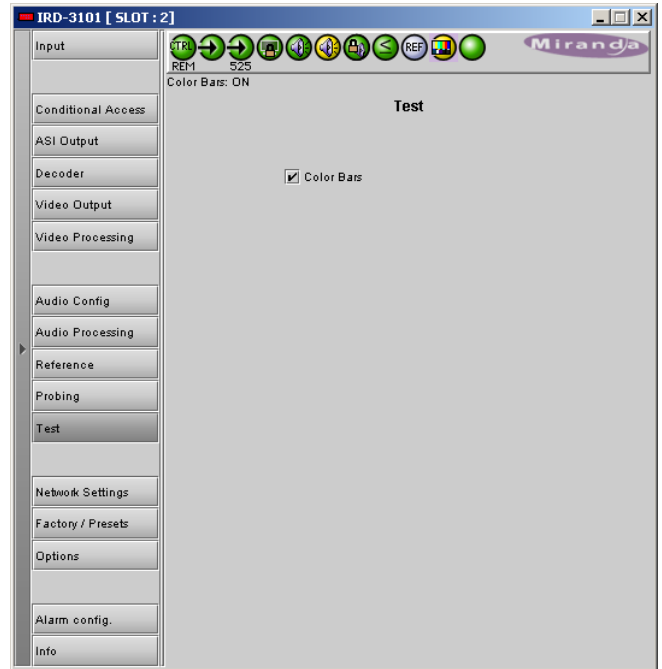 IRD-3101 [ SLOT : 2]
Input
CTRL
REF
Miranda
REM
525
Color Bars: ON
Test
Conditional Access
ASI Output
Color Bars
Decoder
Video Output
Video Processing
Audio Config
Audio Processing
Reference
Probing
Test
Network Settings
Factory / Presets
Options
Alarm config.
Info